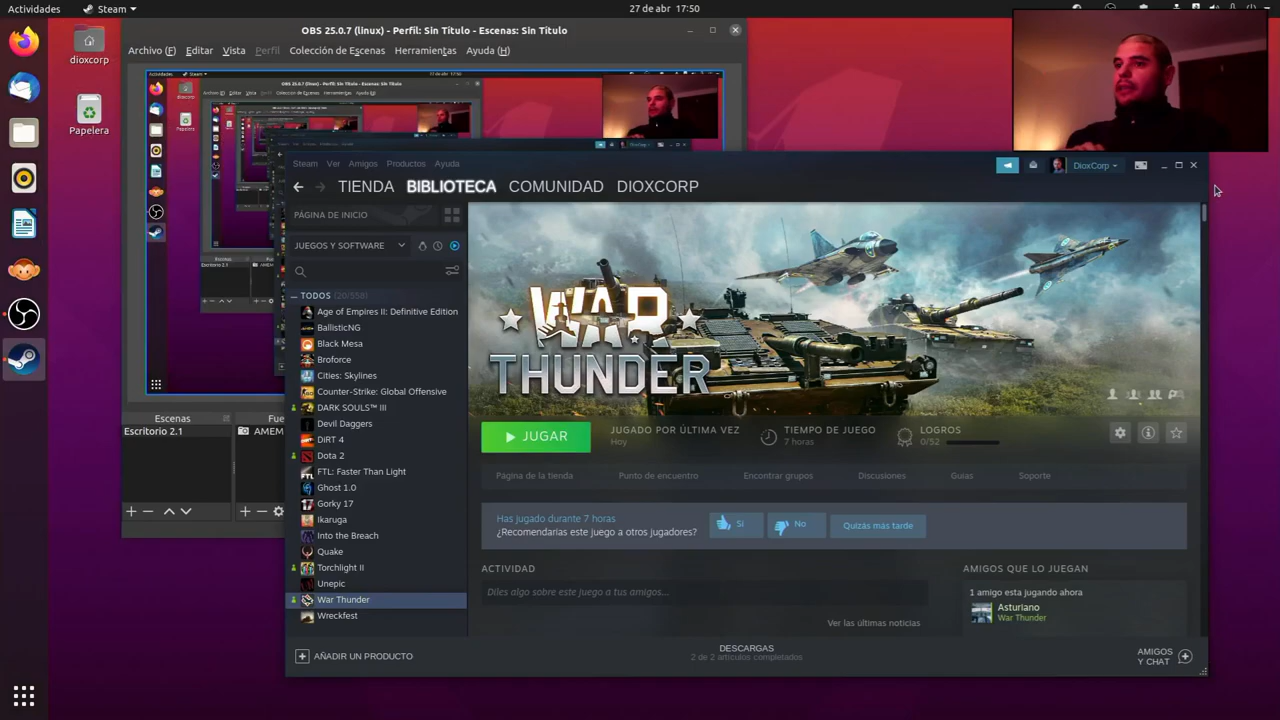 Actividades
Steam
27 de abr 17:50
dioxcorp
Papelera
OBS 25.0.7 (linux) - Perfil: Sin Título - Escenas: Sin Título
Archivo (F) Editar Vista Perfil Colección de Escenas Herramientas Ayuda (H)
Escenas
Escritorio 2.1
Fue
AMEM
Steam Ver Amigos Productos Ayuda
DioxCorp
TIENDA BIBLIOTECA COMUNIDAD DIOXCORP
PÁGINA DE INICIO
JUEGOS Y SOFTWARE
TODOS (20/558)
Age of Empires II: Definitive Edition
BallisticNG
Black Mesa
Broforce
Cities: Skylines
Counter-Strike: Global Offensive
DARK SOULS™ III
Devil Daggers
DiRT 4
Dota 2
FTL: Faster Than Light
Ghost 1.0
Gorky 17
Ikaruga
Into the Breach
Quake
Torchlight II
Unepic
War Thunder
Wreckfest
AÑADIR UN PRODUCTO
WAR
THUNDER
JUGAR
JUGADO POR ÚLTIMA VEZ
Hoy
TIEMPO DE JUEGO
7 horas
LOGROS
0/52
Página de la tienda Punto de encuentro Encontrar grupos Discusiones Guías Soporte
Has jugado durante 7 horas
¿Recomendarías este juego a otros jugadores?
Sí
No
Quizás más tarde
ACTIVIDAD
Diles algo sobre este juego a tus amigos...
Ver las últimas noticias
AMIGOS QUE LO JUEGAN
1 amigo esta jugando ahora
Asturiano
War Thunder
DESCARGAS
2 de 2 artículos completados
AMIGOS
Y CHAT